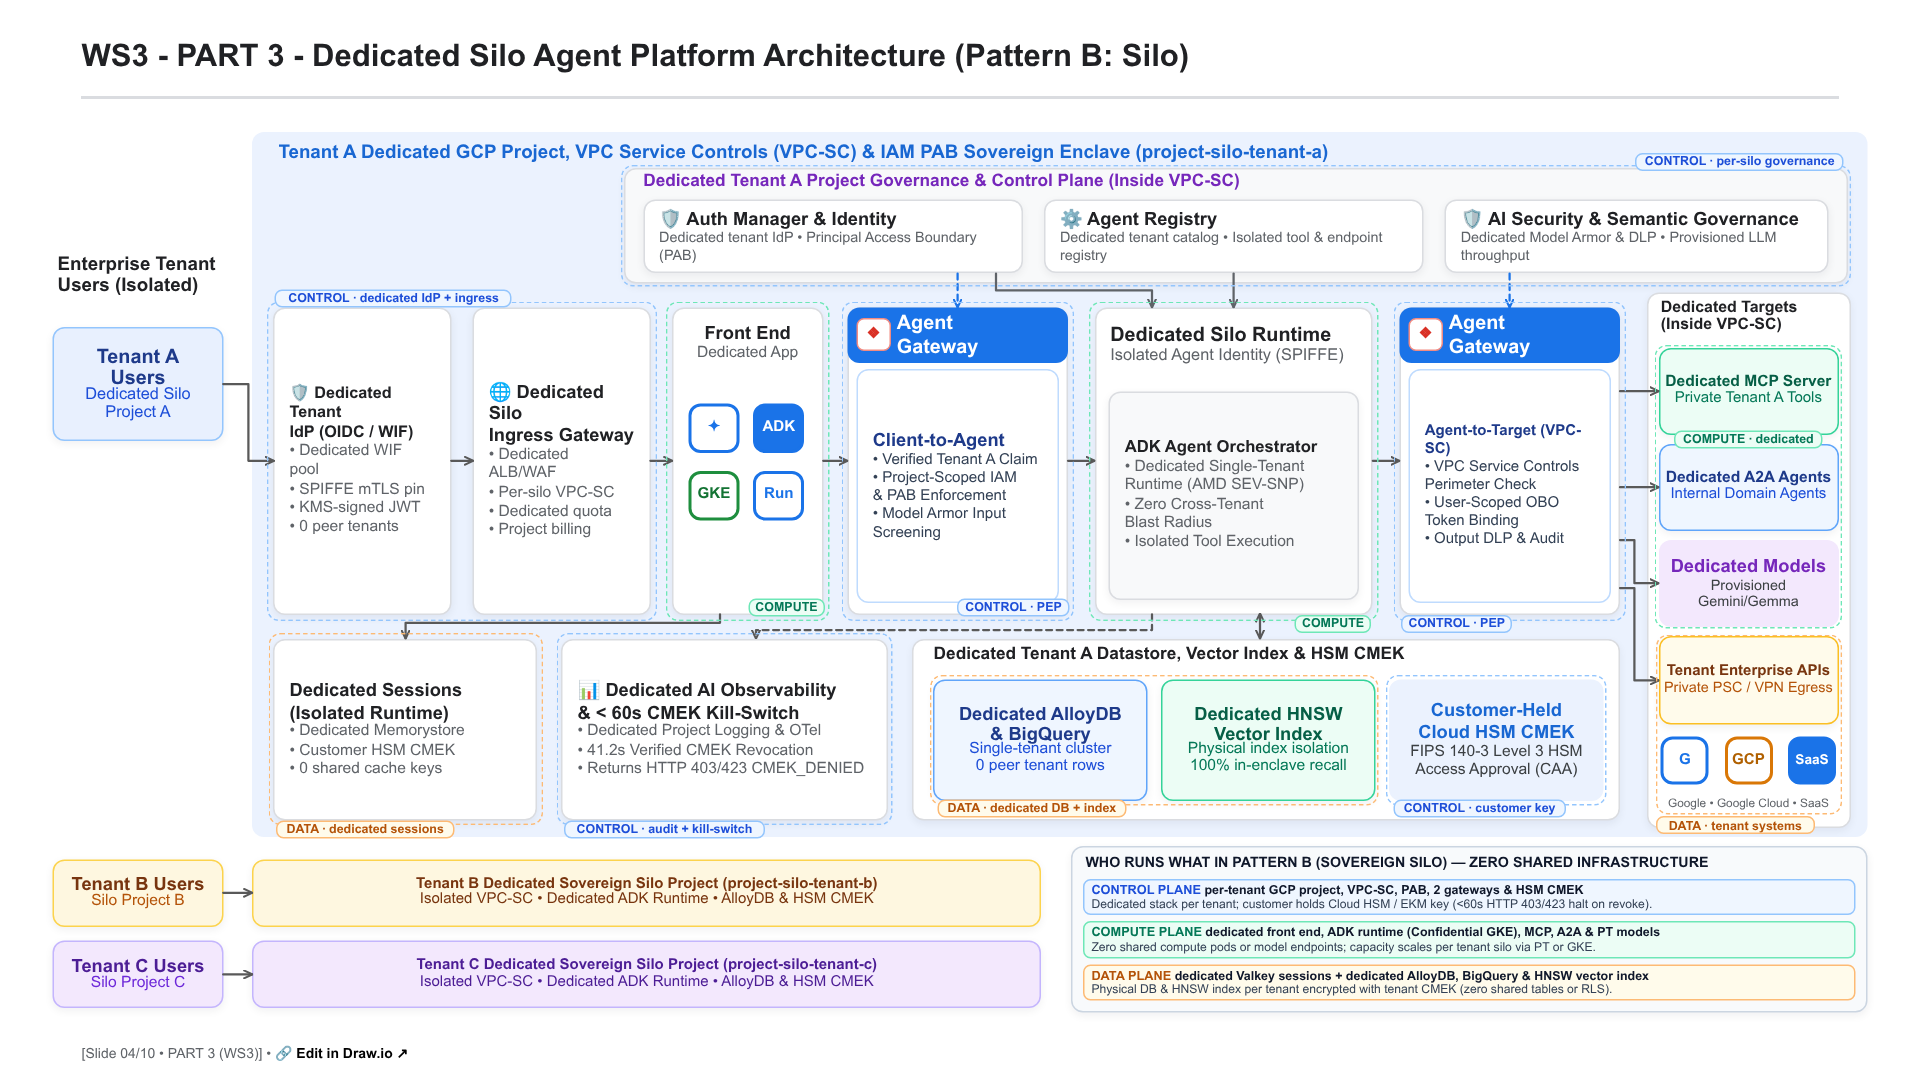 WS3 - PART 3 - Dedicated Silo Agent Platform Architecture (Pattern B: Silo)
Tenant A Dedicated GCP Project, VPC Service Controls (VPC-SC) & IAM PAB Sovereign Enclave (project-silo-tenant-a)
CONTROL · per-silo governance
Dedicated Tenant A Project Governance & Control Plane (Inside VPC-SC)
🛡️ Auth Manager & Identity
Dedicated tenant IdP • Principal Access Boundary
(PAB)
⚙️ Agent Registry
Dedicated tenant catalog • Isolated tool & endpoint
registry
🛡️ AI Security & Semantic Governance
Dedicated Model Armor & DLP • Provisioned LLM
throughput
Enterprise Tenant
Users (Isolated)
Tenant A
Users
Dedicated Silo
Project A
CONTROL · dedicated IdP + ingress
🛡️ Dedicated
Tenant
IdP (OIDC / WIF)
• Dedicated WIF
pool
• SPIFFE mTLS pin
• KMS-signed JWT
• 0 peer tenants
🌐 Dedicated
Silo
Ingress Gateway
• Dedicated
ALB/WAF
• Per-silo VPC-SC
• Dedicated quota
• Project billing
Front End
Dedicated App
✦
ADK
GKE
Run
COMPUTE
Agent
Gateway
Client-to-Agent
• Verified Tenant A Claim
• Project-Scoped IAM
& PAB Enforcement
• Model Armor Input
Screening
CONTROL · PEP
Dedicated Silo Runtime
Isolated Agent Identity (SPIFFE)
ADK Agent Orchestrator
• Dedicated Single-Tenant
Runtime (AMD SEV-SNP)
• Zero Cross-Tenant
Blast Radius
• Isolated Tool Execution
COMPUTE
Agent
Gateway
Agent-to-Target (VPC-
SC)
• VPC Service Controls
Perimeter Check
• User-Scoped OBO
Token Binding
• Output DLP & Audit
CONTROL · PEP
Dedicated Targets
(Inside VPC-SC)
Dedicated MCP Server
Private Tenant A Tools
COMPUTE · dedicated
Dedicated A2A Agents
Internal Domain Agents
Dedicated Models
Provisioned
Gemini/Gemma
Tenant Enterprise APIs
Private PSC / VPN Egress
G
GCP
SaaS
Google • Google Cloud • SaaS
DATA · tenant systems
Dedicated Sessions
(Isolated Runtime)
• Dedicated Memorystore
• Customer HSM CMEK
• 0 shared cache keys
DATA · dedicated sessions
📊 Dedicated AI Observability
& < 60s CMEK Kill-Switch
• Dedicated Project Logging & OTel
• 41.2s Verified CMEK Revocation
• Returns HTTP 403/423 CMEK_DENIED
CONTROL · audit + kill-switch
Dedicated Tenant A Datastore, Vector Index & HSM CMEK
Dedicated AlloyDB
& BigQuery
Single-tenant cluster
0 peer tenant rows
DATA · dedicated DB + index
Dedicated HNSW
Vector Index
Physical index isolation
100% in-enclave recall
Customer-Held
Cloud HSM CMEK
FIPS 140-3 Level 3 HSM
Access Approval (CAA)
CONTROL · customer key
Tenant B Users
Silo Project B
Tenant B Dedicated Sovereign Silo Project (project-silo-tenant-b)
Isolated VPC-SC • Dedicated ADK Runtime • AlloyDB & HSM CMEK
Tenant C Users
Silo Project C
Tenant C Dedicated Sovereign Silo Project (project-silo-tenant-c)
Isolated VPC-SC • Dedicated ADK Runtime • AlloyDB & HSM CMEK
WHO RUNS WHAT IN PATTERN B (SOVEREIGN SILO) — ZERO SHARED INFRASTRUCTURE
CONTROL PLANE per-tenant GCP project, VPC-SC, PAB, 2 gateways & HSM CMEK
Dedicated stack per tenant; customer holds Cloud HSM / EKM key (<60s HTTP 403/423 halt on revoke).
COMPUTE PLANE dedicated front end, ADK runtime (Confidential GKE), MCP, A2A & PT models
Zero shared compute pods or model endpoints; capacity scales per tenant silo via PT or GKE.
DATA PLANE dedicated Valkey sessions + dedicated AlloyDB, BigQuery & HNSW vector index
Physical DB & HNSW index per tenant encrypted with tenant CMEK (zero shared tables or RLS).
[Slide 04/10 • PART 3 (WS3)] • 🔗 Edit in Draw.io ↗